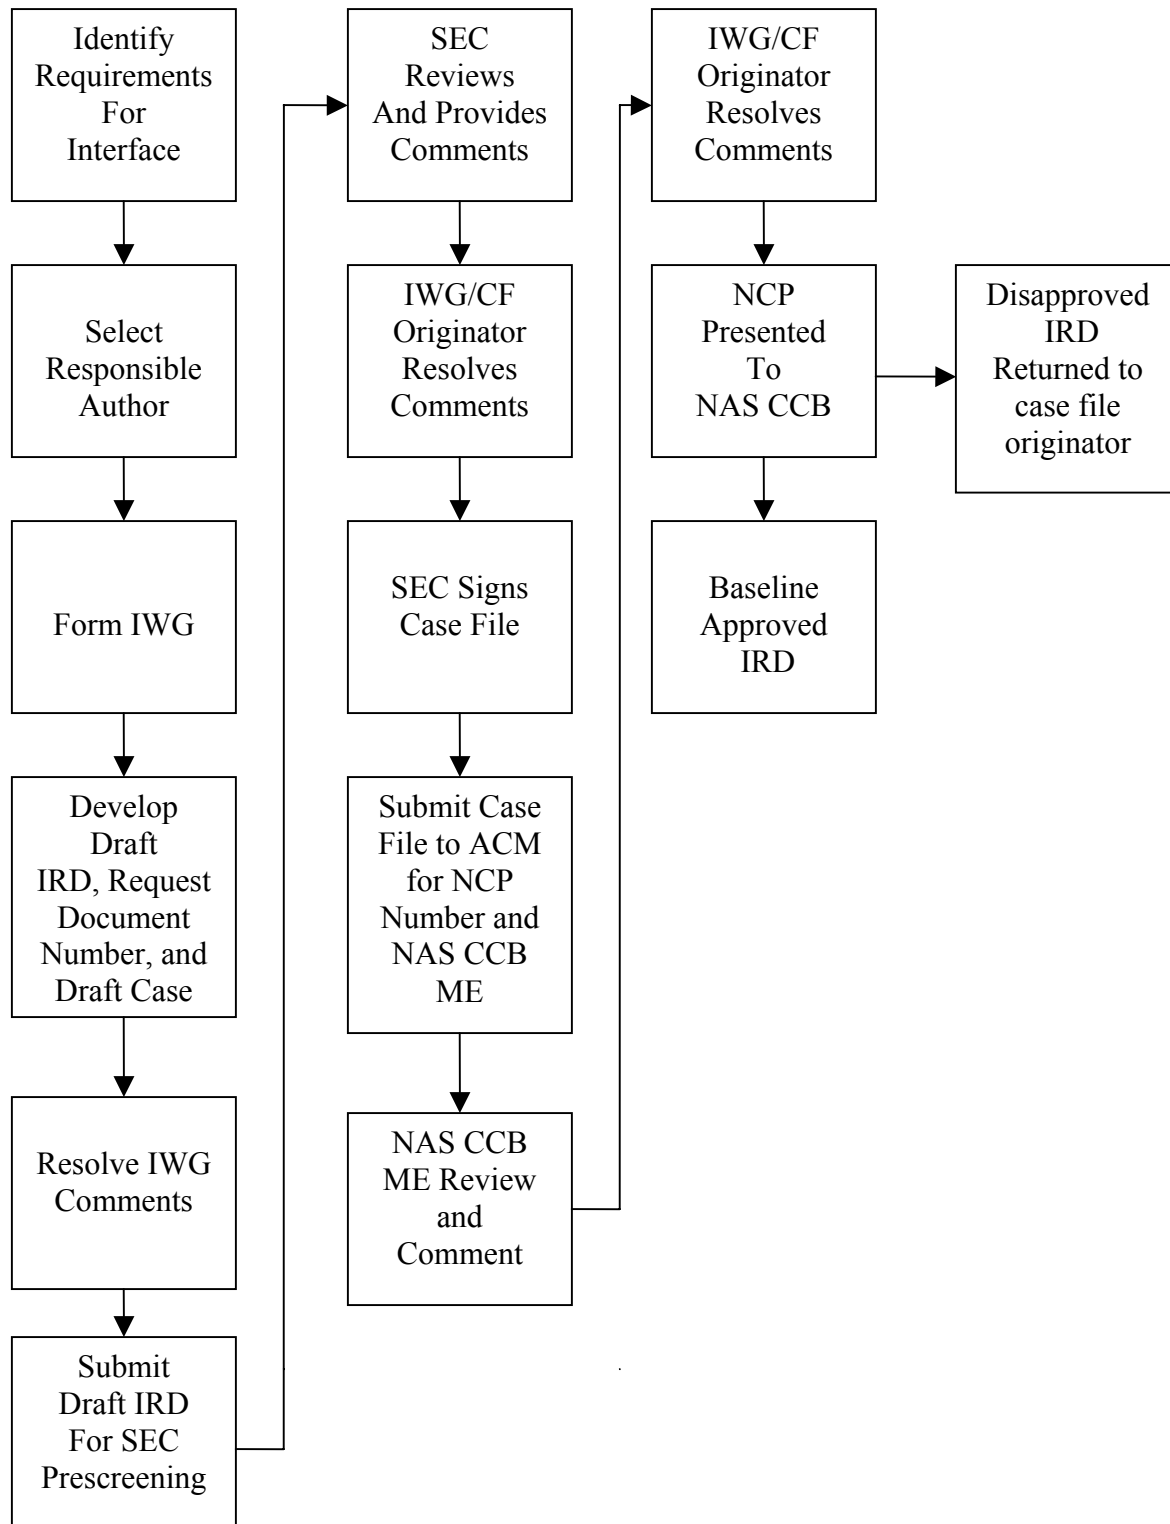 Identify
Requirements
For
Interface
Select
Responsible
Author
Form IWG
Develop
Draft
IRD, Request
Document
Number, and
Draft Case
Resolve IWG
Comments
Submit
Draft IRD
For SEC
Prescreening
SEC
Reviews
And Provides
Comments
IWG/CF
Originator
Resolves
Comments
SEC Signs
Case File
Submit Case
File to ACM
for NCP
Number and
NAS CCB
ME
NAS CCB
ME Review
and
Comment
IWG/CF
Originator
Resolves
Comments
NCP
Presented
To
NAS CCB
Disapproved
IRD
Returned to
case file
originator
Baseline
Approved
IRD